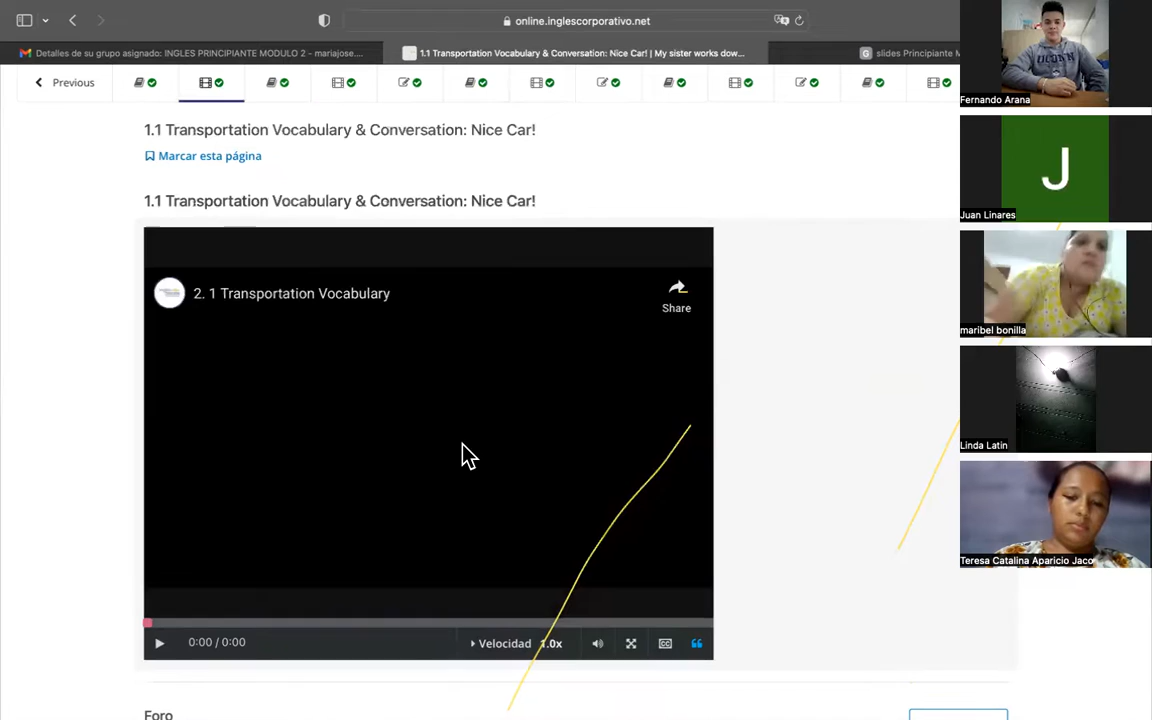 online.inglescorporativo.net
Detalles de su grupo asignado: INGLES PRINCIPIANTE MODULO 2 - mariajose....
1.1 Transportation Vocabulary & Conversation: Nice Car! | My sister works dow...
G slides Principiante M
Previous
1.1 Transportation Vocabulary & Conversation: Nice Car!
Marcar esta página
1.1 Transportation Vocabulary & Conversation: Nice Car!
2. 1 Transportation Vocabulary
Share
0:00 / 0:00
Velocidad 1.0x
CC
Foro
UCONN
Fernando Arana
J
Juan Linares
maribel bonilla
Linda Latin
Teresa Catalina Aparicio Jaco